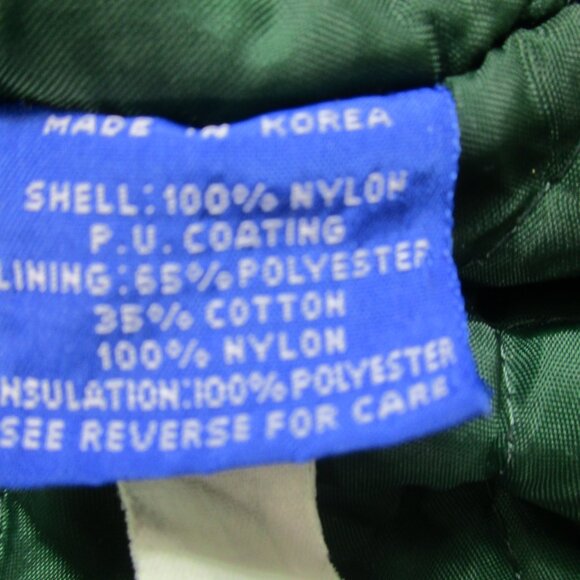 MADE IN KOREA
SHELL: 100% NYLON
P.U. COATING
LINING: 65% POLYESTER
35% COTTON
100% NYLON
INSULATION: 100% POLYESTER
SEE REVERSE FOR CARE